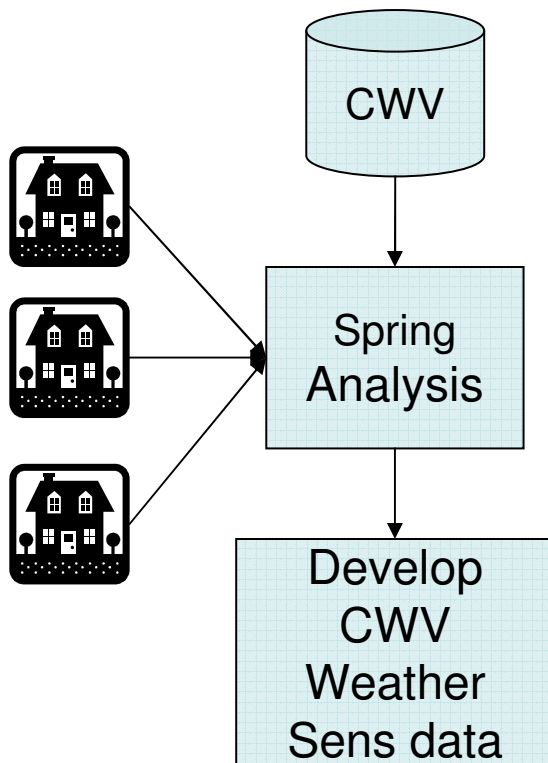 CWV
Spring
Analysis
Develop
CWV
Weather
Sens data